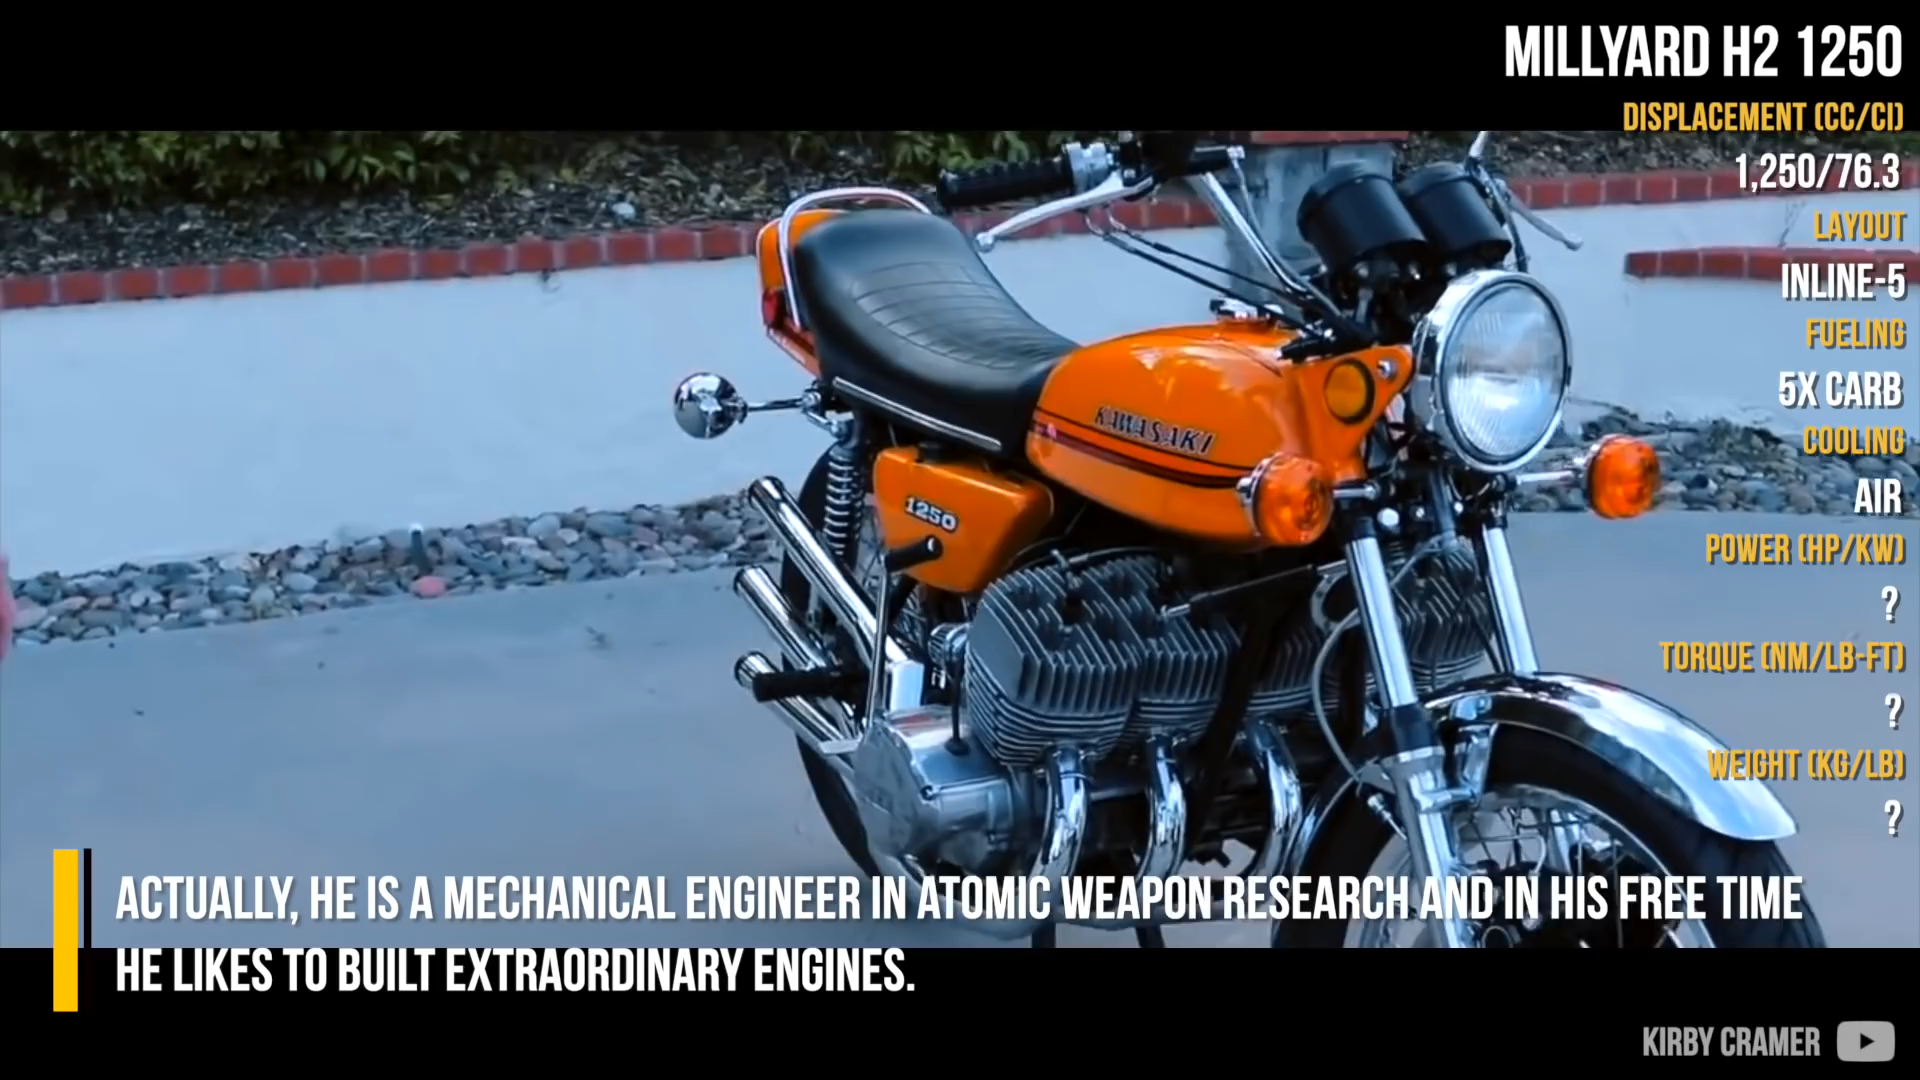 MILLYARD H2 1250
DISPLACEMENT (CC/CI)
1,250/76.3
LAYOUT
INLINE-5
FUELING
5X CARB
COOLING
AIR
POWER (HP/KW)
?
TORQUE (NM/LB-FT)
?
WEIGHT (KG/LB)
?
KAWASAKI
1250
ACTUALLY, HE IS A MECHANICAL ENGINEER IN ATOMIC WEAPON RESEARCH AND IN HIS FREE TIME
HE LIKES TO BUILT EXTRAORDINARY ENGINES.
KIRBY CRAMER